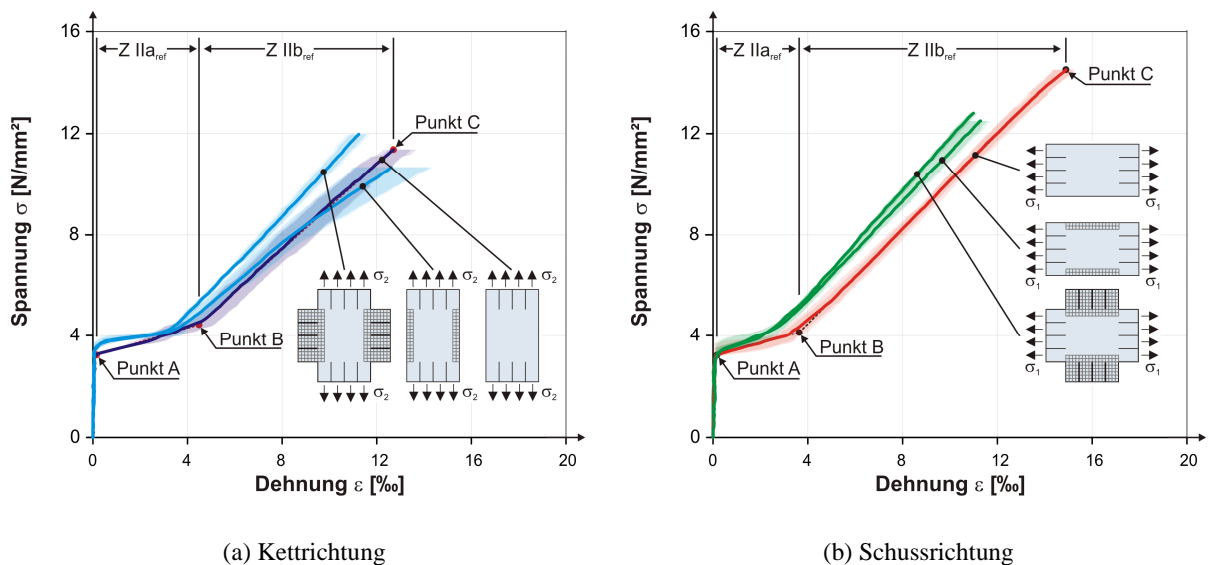 16
12
8
4
0
Spannung σ [N/mm²]
Z IIa_ref
Z IIb_ref
Punkt C
Punkt B
Punkt A
σ₂
σ₂
σ₂
σ₂
σ₂
σ₂
0 4 8 12 16 20
Dehnung ε [‰]
(a) Kettrichtung
16
12
8
4
0
Spannung σ [N/mm²]
Z IIa_ref
Z IIb_ref
Punkt C
Punkt B
Punkt A
σ₁ σ₁
σ₁ σ₁
σ₁ σ₁
0 4 8 12 16 20
Dehnung ε [‰]
(b) Schussrichtung